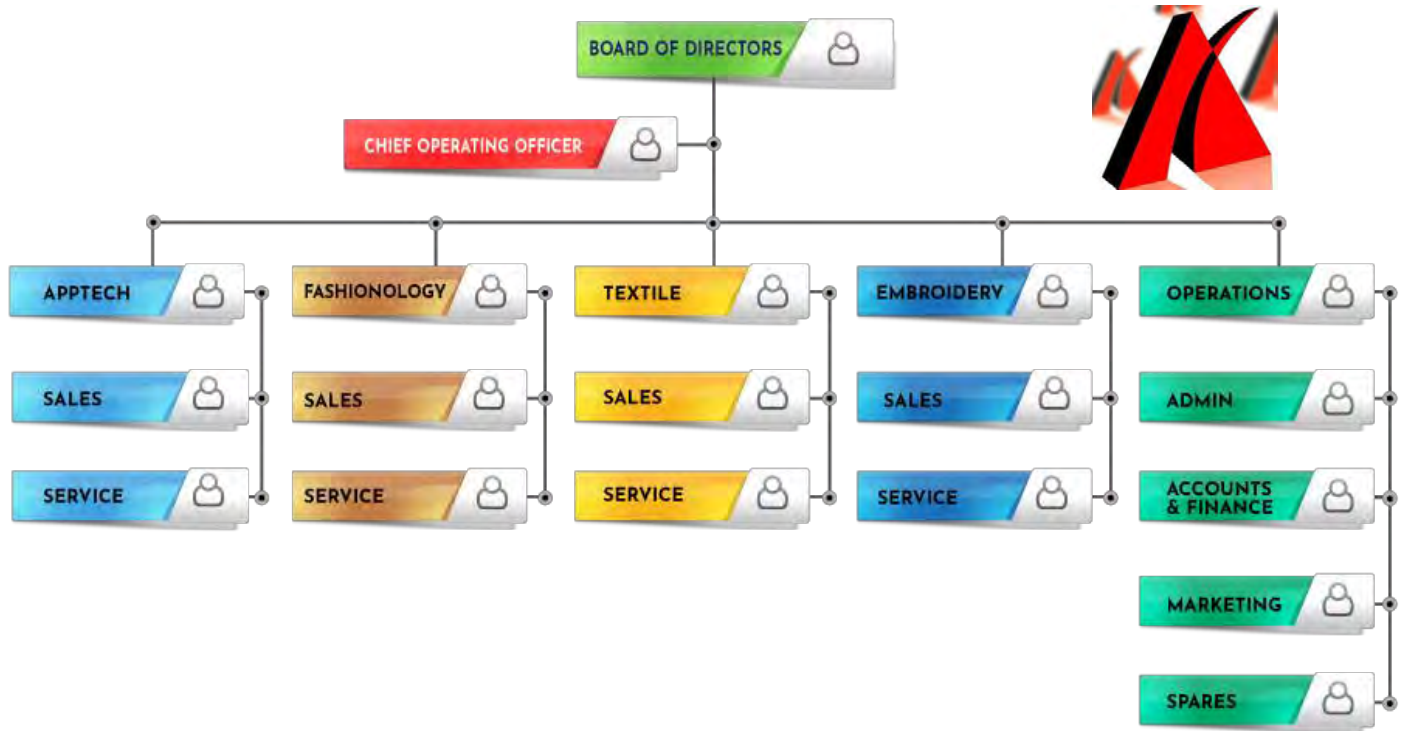 BOARD OF DIRECTORS
CHIEF OPERATING OFFICER
APPTECH
FASHIONOLOGY
TEXTILE
EMBROIDERV
OPERATIONS
SALES
SALES
SALES
SALES
ADMIN
SERVICE
SERVICE
SERVICE
SERVICE
ACCOUNTS
& FINANCE
MARKETING
SPARES